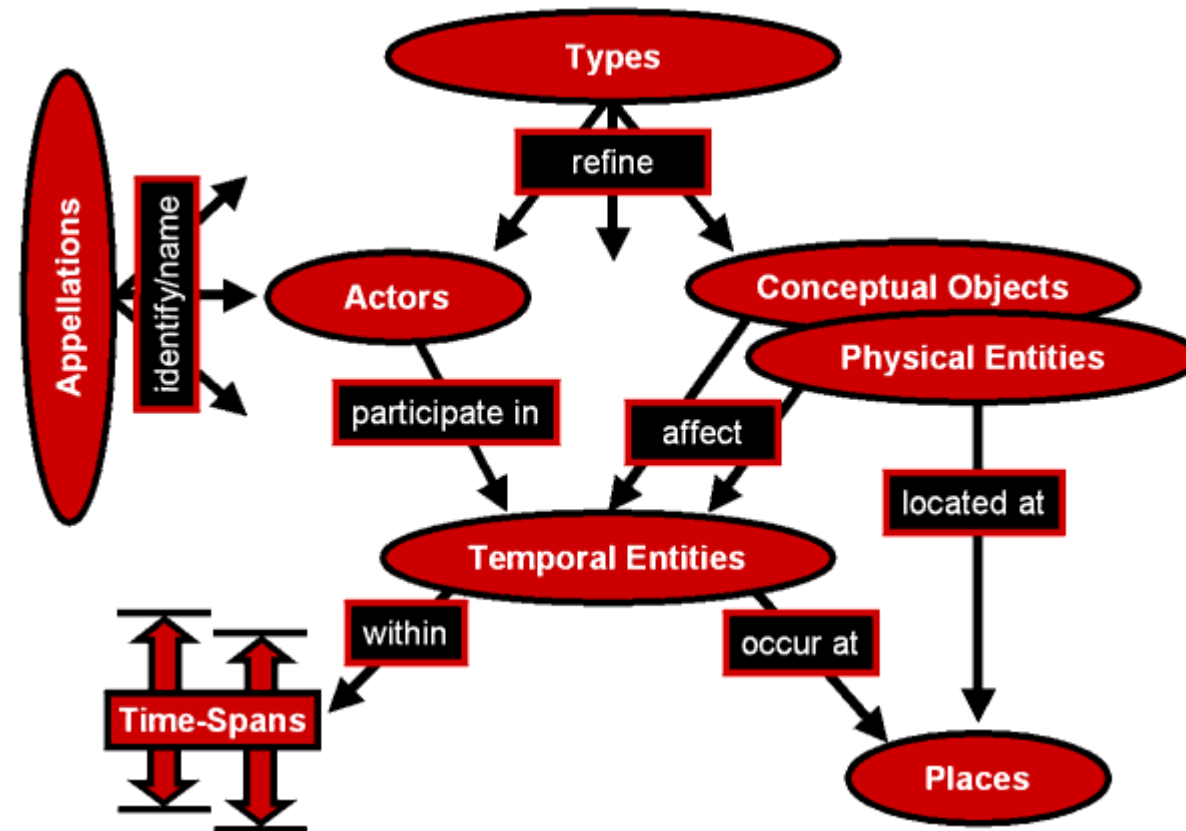 Types
refine
Appellations
identify/name
Actors
Conceptual Objects
Physical Entities
participate in
affect
located at
Temporal Entities
within
occur at
Time-Spans
Places